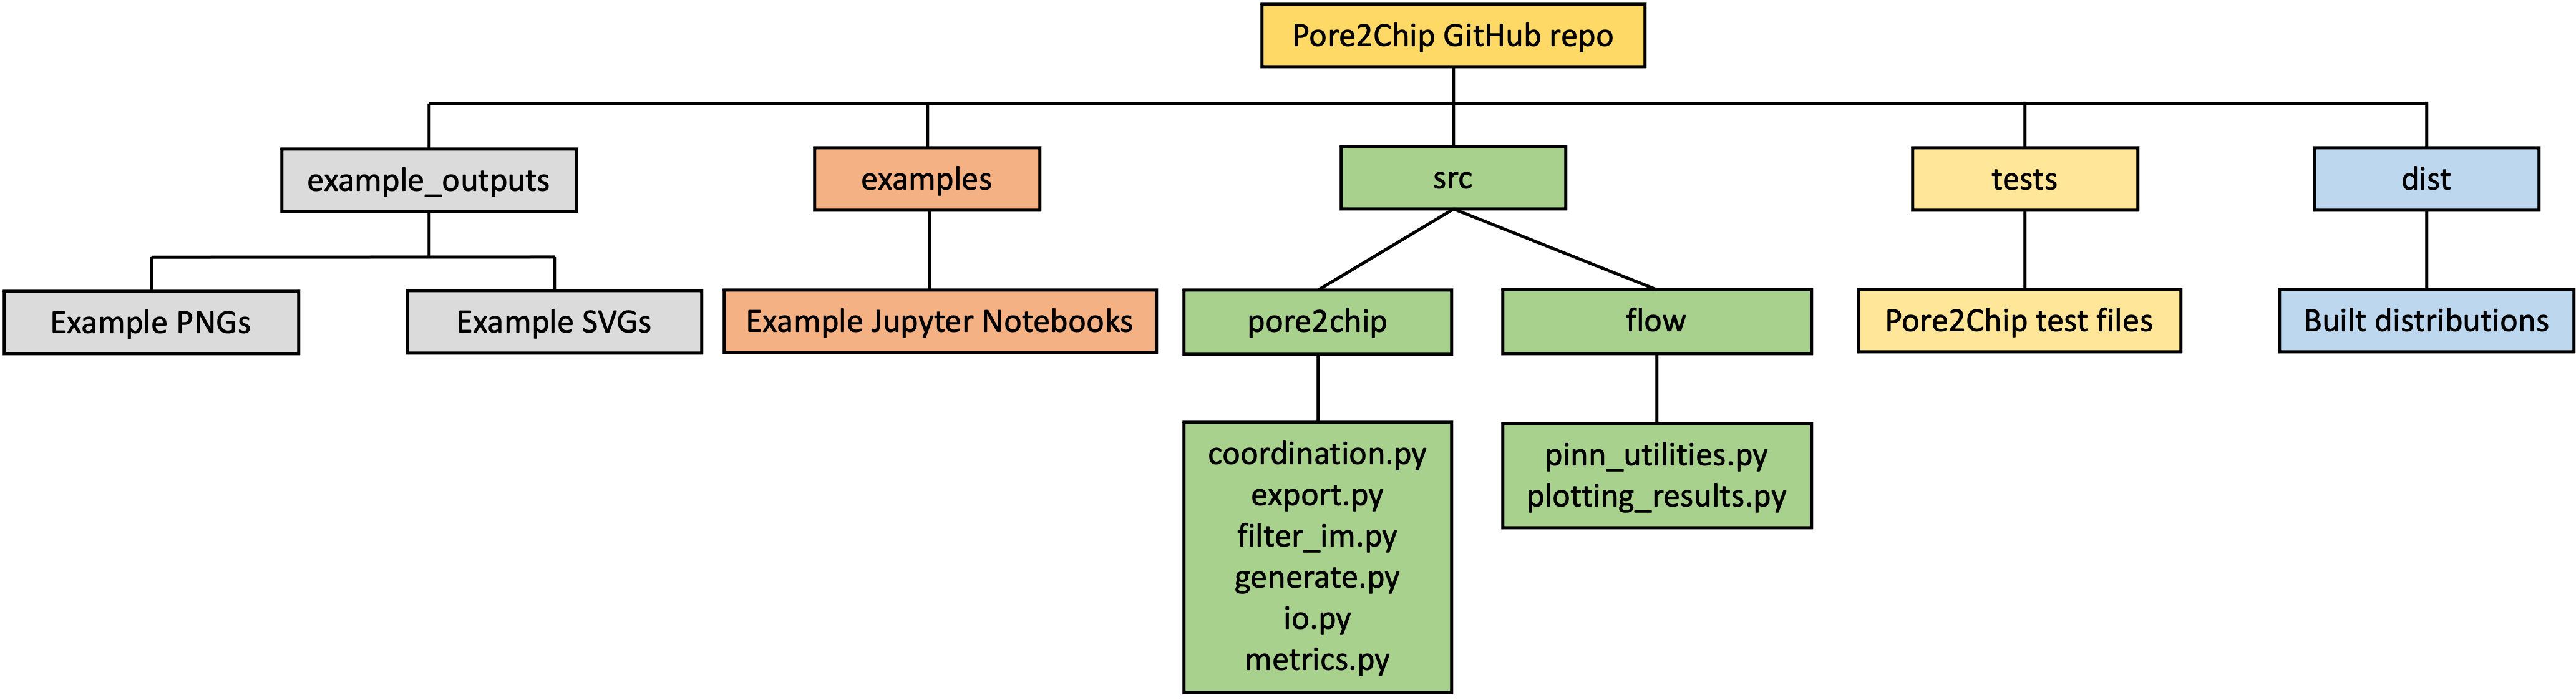 Pore2Chip GitHub repo
example_outputs
examples
src
tests
dist
Example PNGs
Example SVGs
Example Jupyter Notebooks
pore2chip
flow
Pore2Chip test files
Built distributions
coordination.py
export.py
filter_im.py
generate.py
io.py
metrics.py
pinn_utilities.py
plotting_results.py